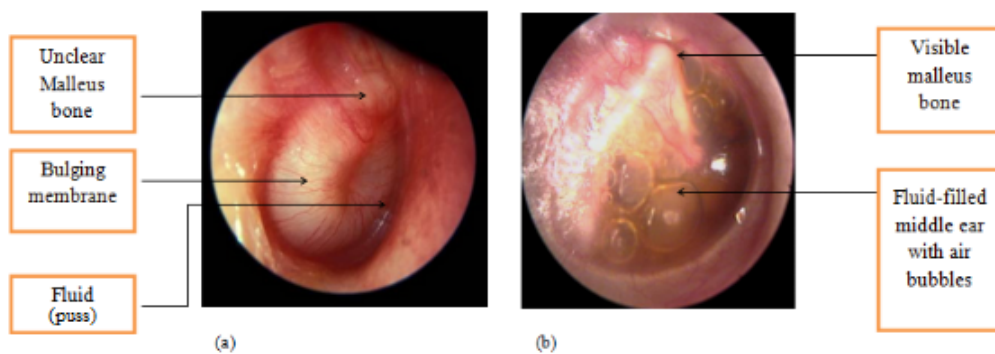 Unclear
Malleus
bone
Bulging
membrane
Fluid
(puss)
(a)
Visible
malleus
bone
Fluid-filled
middle ear
with air
bubbles
(b)